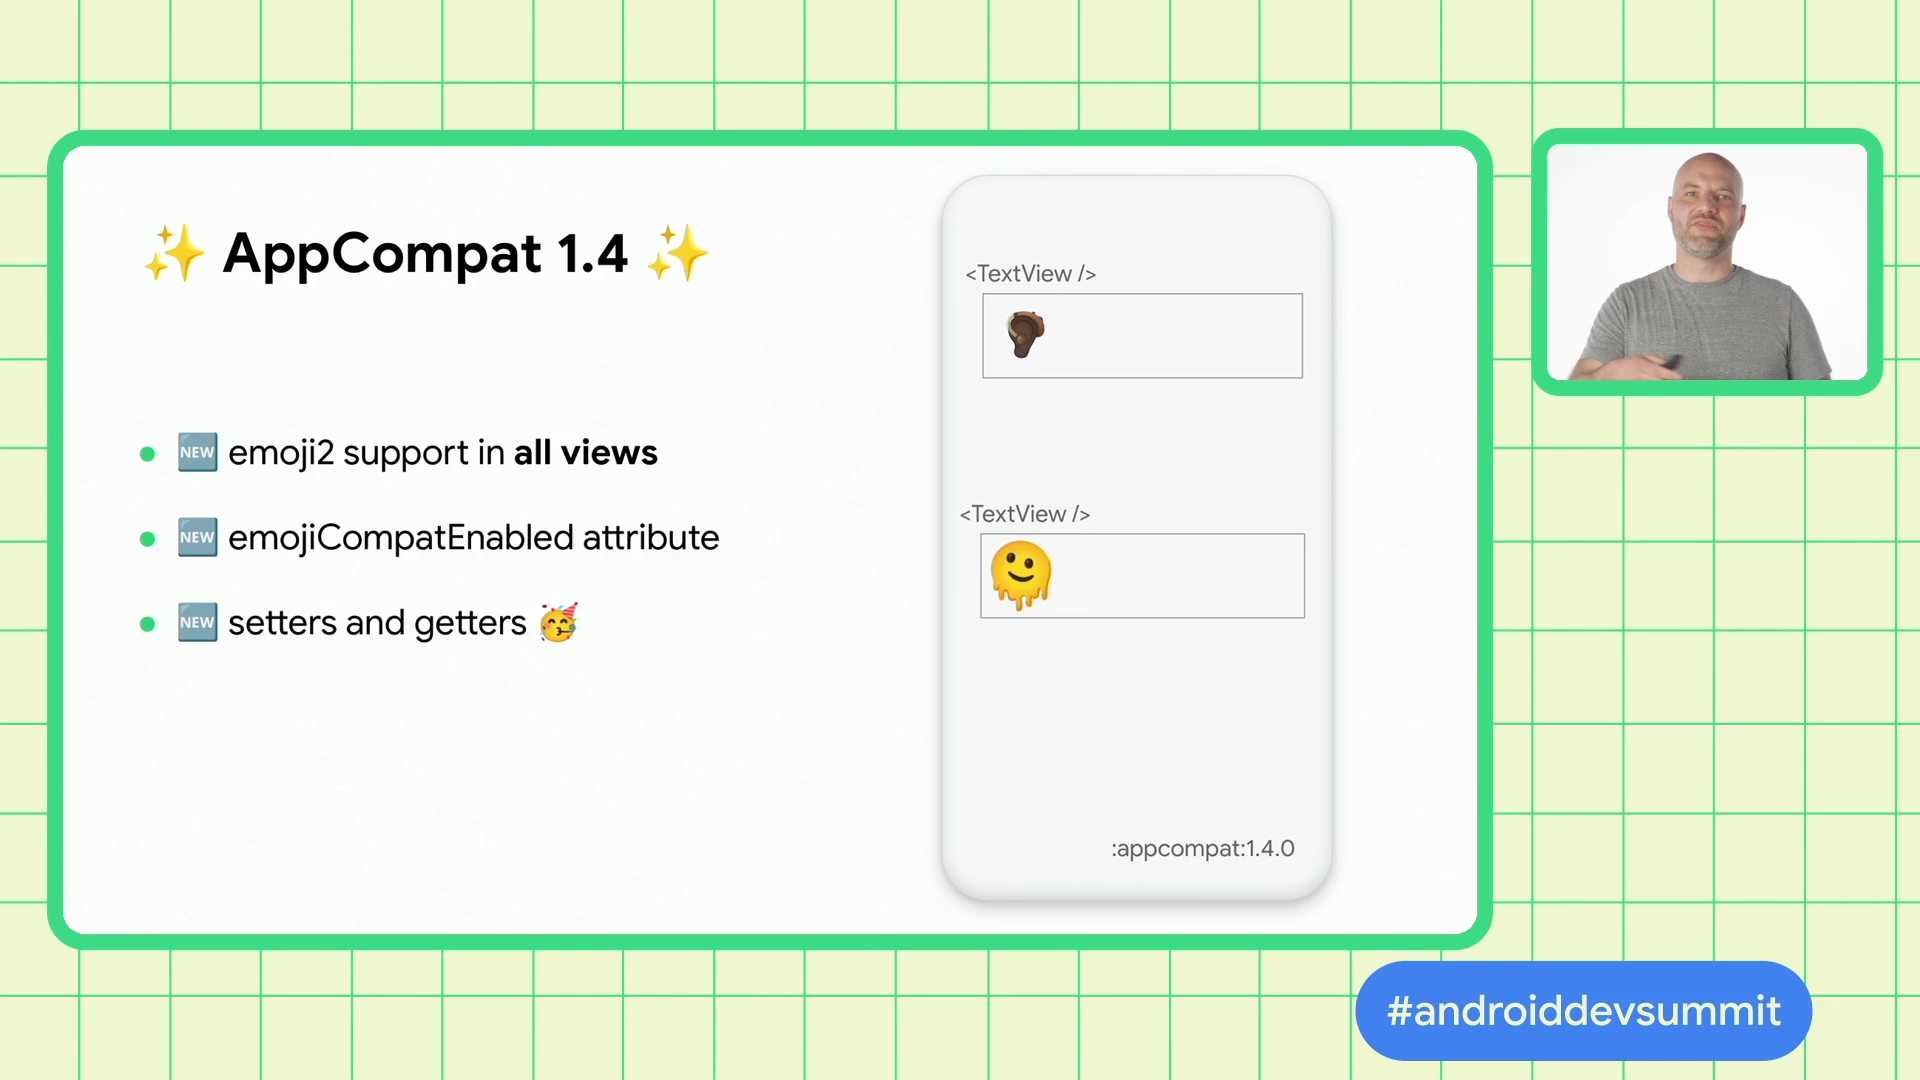 ✨ AppCompat 1.4 ✨
🆕 emoji2 support in all views
🆕 emojiCompatEnabled attribute
🆕 setters and getters 🥳
<TextView />
<TextView />
:appcompat:1.4.0
#androiddevsummit